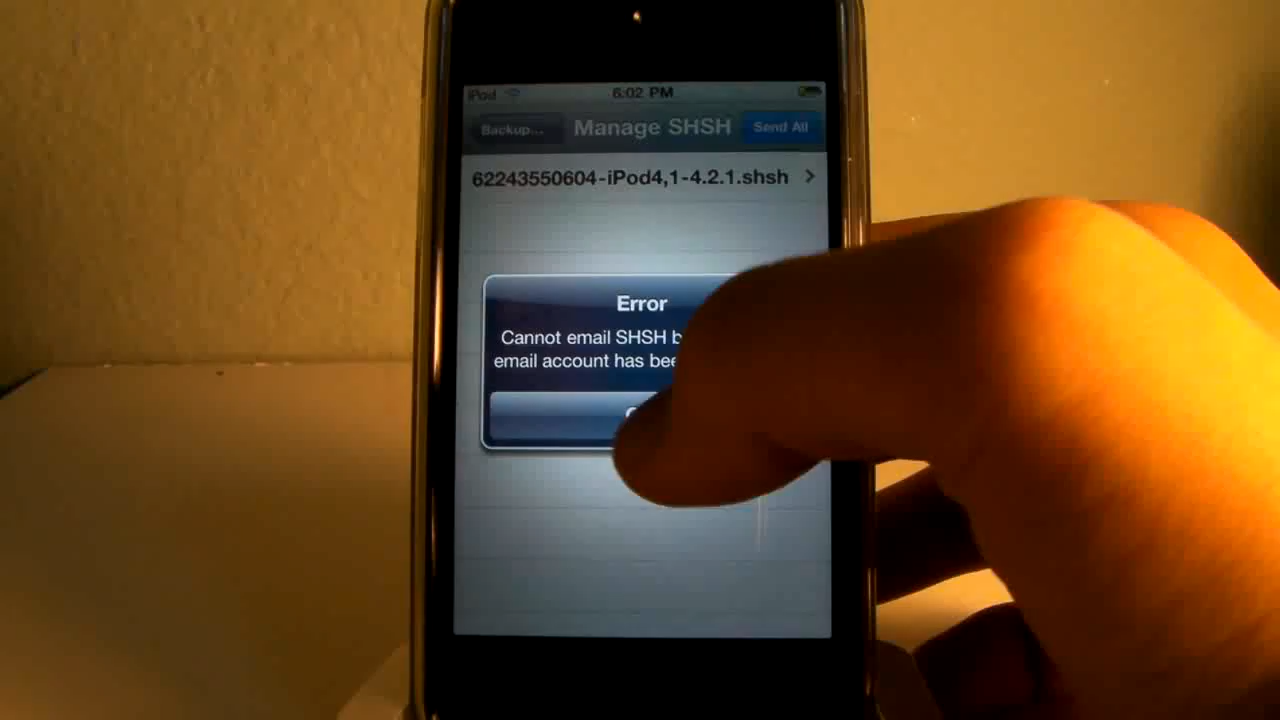 iPod 6:02 PM
Backup... Manage SHSH Send All
62243550604-iPod4,1-4.2.1.shsh
Error
Cannot email SHSH
email account has